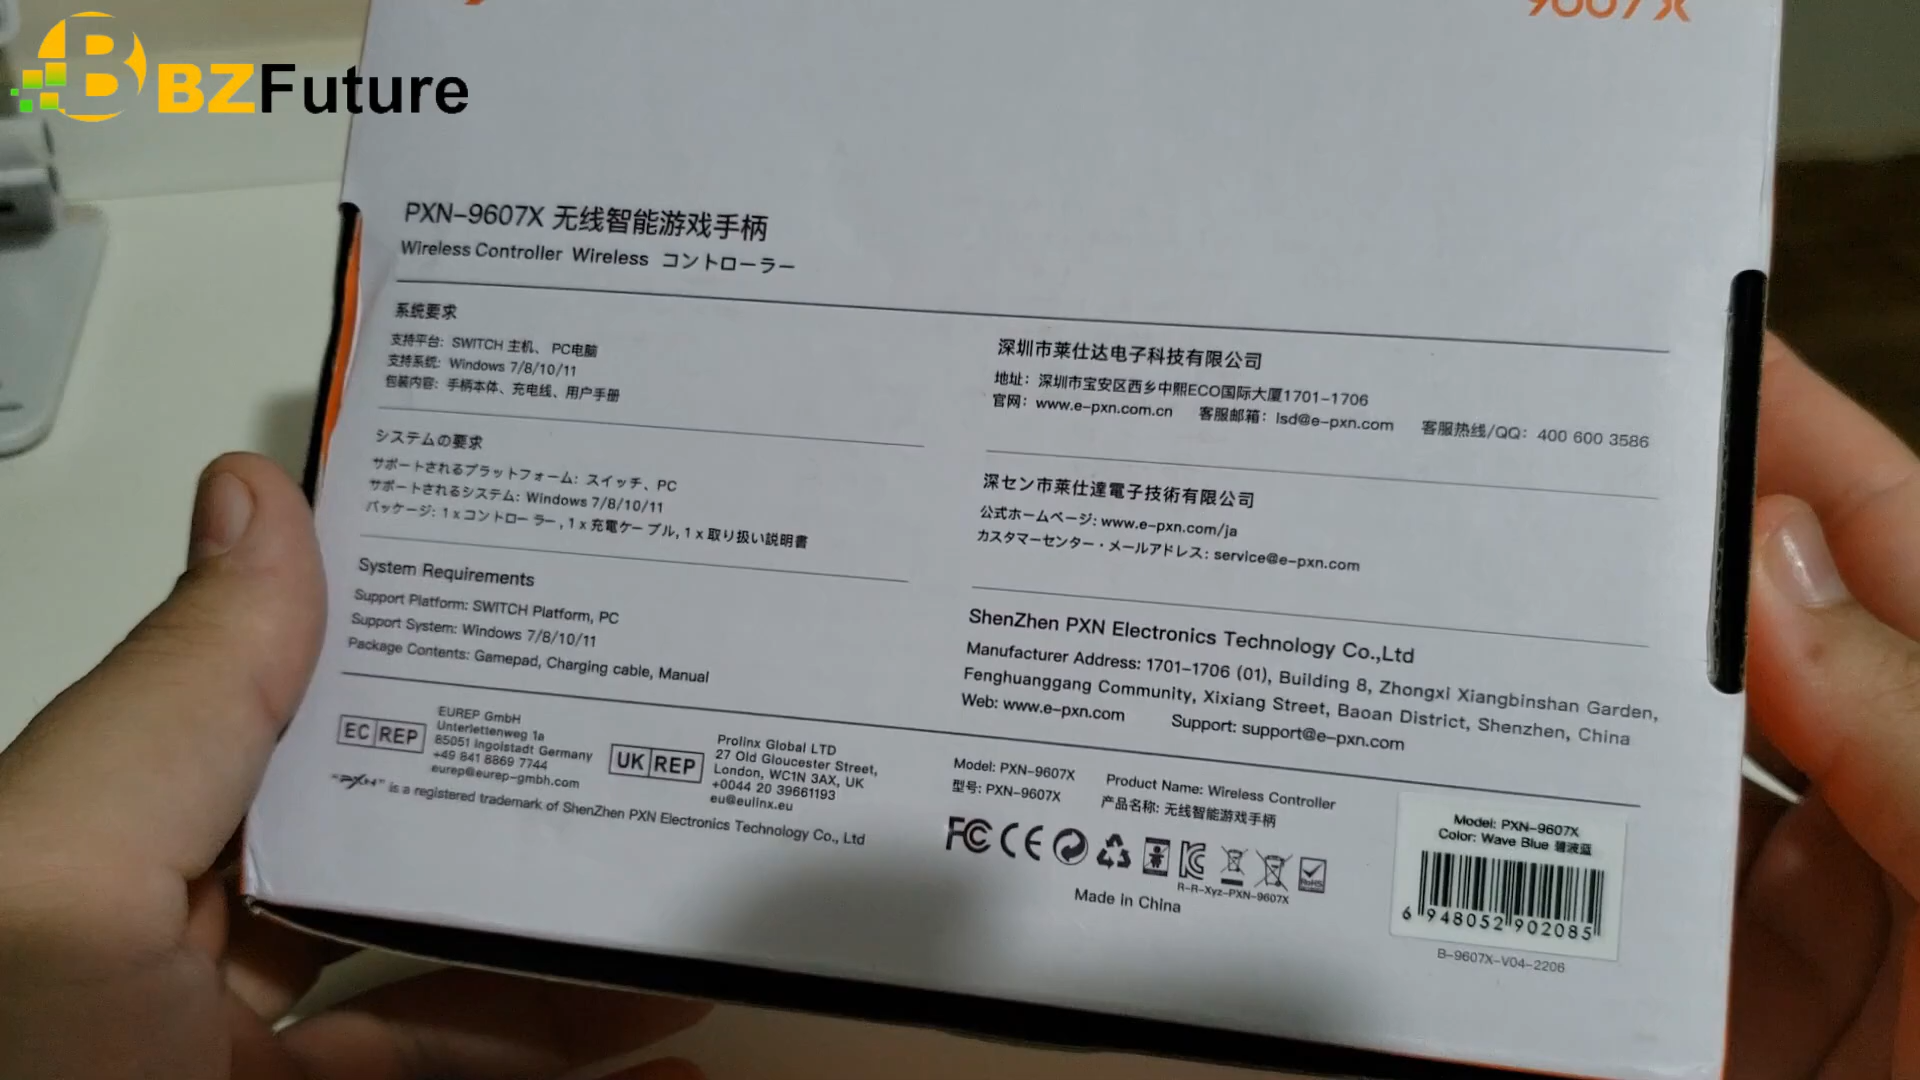 BZFuture
9607X
PXN-9607X 无线智能游戏手柄
Wireless Controller Wireless コントローラー
系统要求
支持平台: SWITCH 主机、PC电脑
支持系统: Windows 7/8/10/11
包装内容: 手柄本体、充电线、用户手册
システムの要求
サポートされるプラットフォーム: スイッチ、PC
サポートされるシステム: Windows 7/8/10/11
パッケージ: 1 x コントローラー, 1 x 充電ケーブル, 1 x 取り扱い説明書
System Requirements
Support Platform: SWITCH Platform, PC
Support System: Windows 7/8/10/11
Package Contents: Gamepad, Charging cable, Manual
深圳市莱仕达电子科技有限公司
地址: 深圳市宝安区西乡中熙ECO国际大厦1701-1706
官网: www.e-pxn.com.cn 客服邮箱: lsd@e-pxn.com 客服热线/QQ: 400 600 3586
深セン市莱仕達電子技術有限公司
公式ホームページ: www.e-pxn.com/ja
カスタマーセンター・メールアドレス: service@e-pxn.com
ShenZhen PXN Electronics Technology Co.,Ltd
Manufacturer Address: 1701-1706 (01), Building 8, Zhongxi Xiangbinshan Garden,
Fenghuanggang Community, Xixiang Street, Baoan District, Shenzhen, China
Web: www.e-pxn.com Support: support@e-pxn.com
EC REP
EUREP GmbH
Unterlettenweg 1a
85051 Ingolstadt Germany
+49 841 8869 7744
eurep@eurep-gmbh.com
UK REP
Prolinx Global LTD
27 Old Gloucester Street,
London, WC1N 3AX, UK
+0044 20 39661193
eu@eulinx.eu
"PXN" is a registered trademark of ShenZhen PXN Electronics Technology Co., Ltd
Model: PXN-9607X Product Name: Wireless Controller
型号: PXN-9607X 产品名称: 无线智能游戏手柄
FC CE
RoHS
R-R-Xyz-PXN-9607X
Made In China
Model: PXN-9607X
Color: Wave Blue 碧波蓝
6 948052 902085
B-9607X-V04-2206